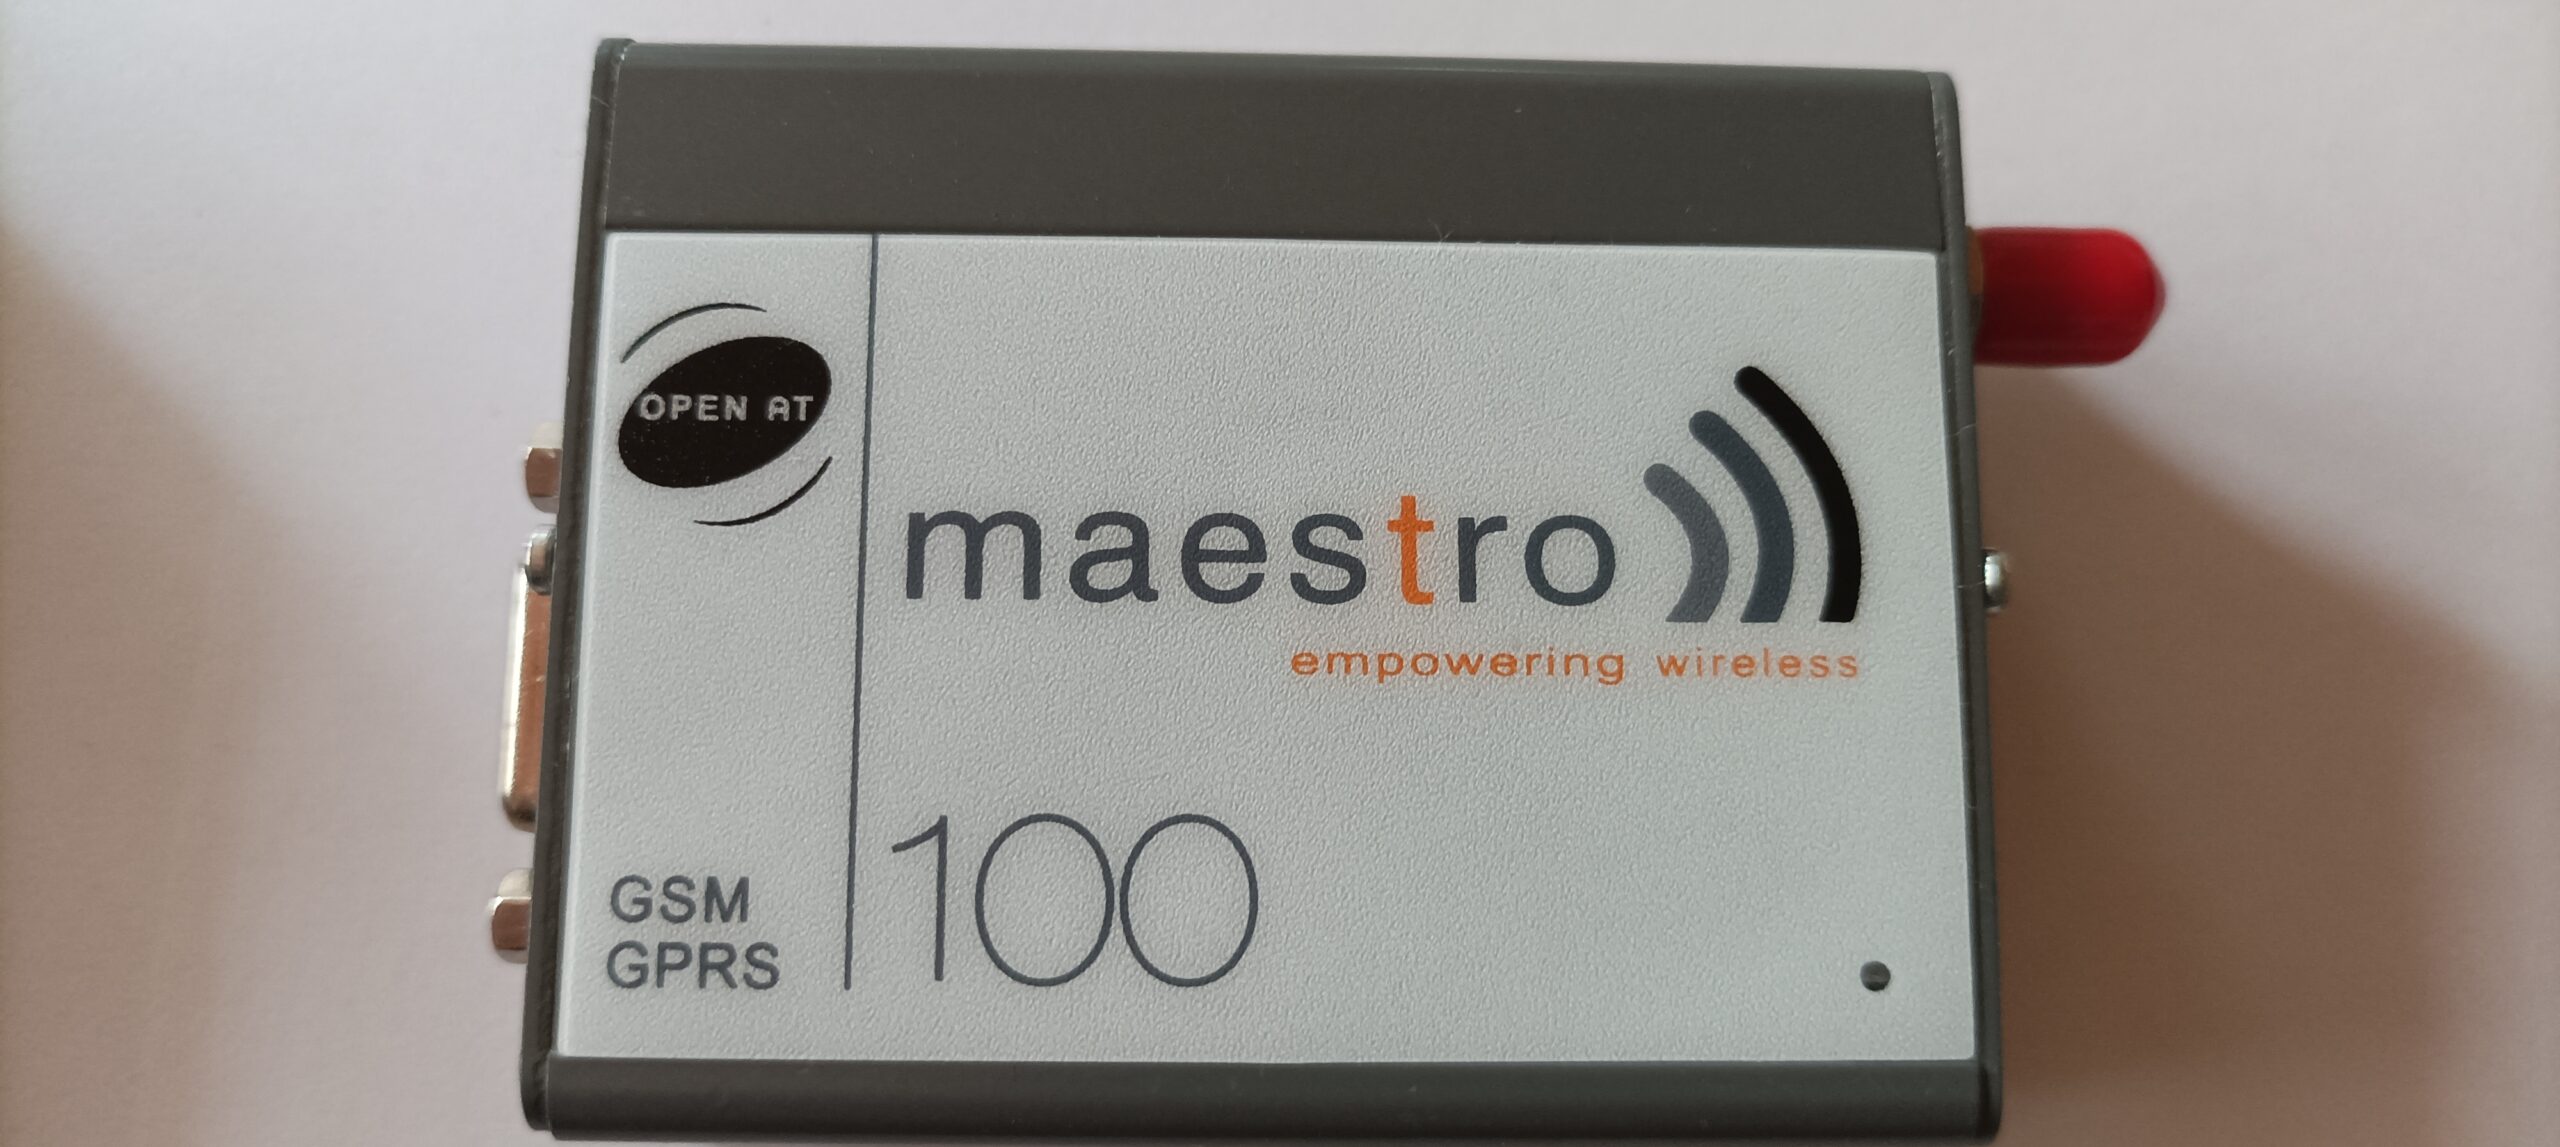 OPEN AT
maestro
empowering wireless
100
GSM
GPRS